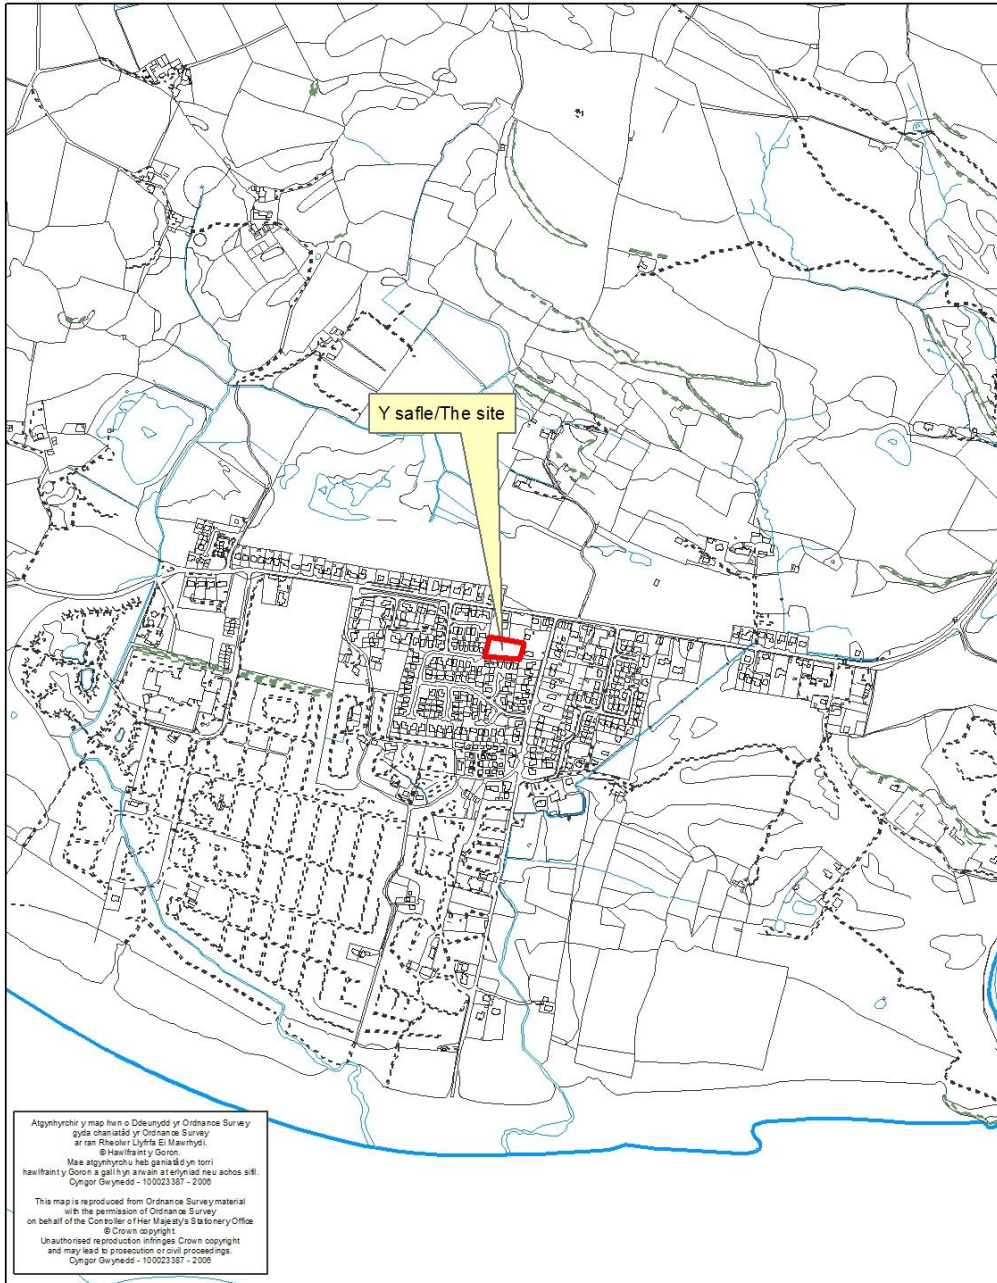 Y safle/The site
Atgynhyrchir y map hwn o Ddeunydd yr Ordnance Survey
gyda chaniatâd yr Ordnance Survey
ar ran Rheolwr Llyfrfa Ei Mawrhydi.
© Hawlfraint y Goron.
Mae atgynhyrchu heb ganiatâd yn torri
hawlfraint y Goron a gall hyn arwain at erlyniad neu achos sifil.
Cyngor Gwynedd - 100023387 - 2006
This map is reproduced from Ordnance Survey material
with the permission of Ordnance Survey
on behalf of the Controller of Her Majesty's Stationery Office
© Crown copyright.
Unauthorised reproduction infringes Crown copyright
and may lead to prosecution or civil proceedings.
Cyngor Gwynedd - 100023387 - 2006